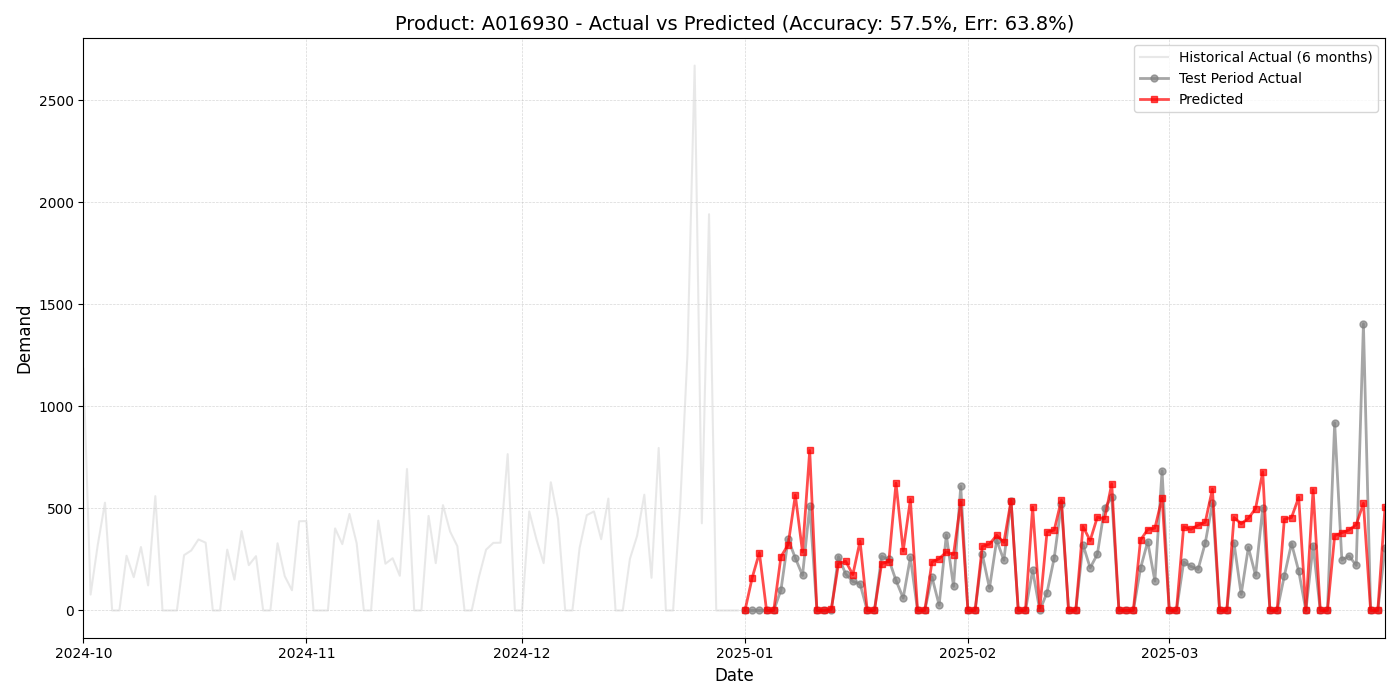 Product: A016930 - Actual vs Predicted (Accuracy: 57.5%, Err: 63.8%)
Historical Actual (6 months)
Test Period Actual
Predicted
2500
2000
1500
1000
500
0
Demand
2024-10
2024-11
2024-12
2025-01
2025-02
2025-03
Date